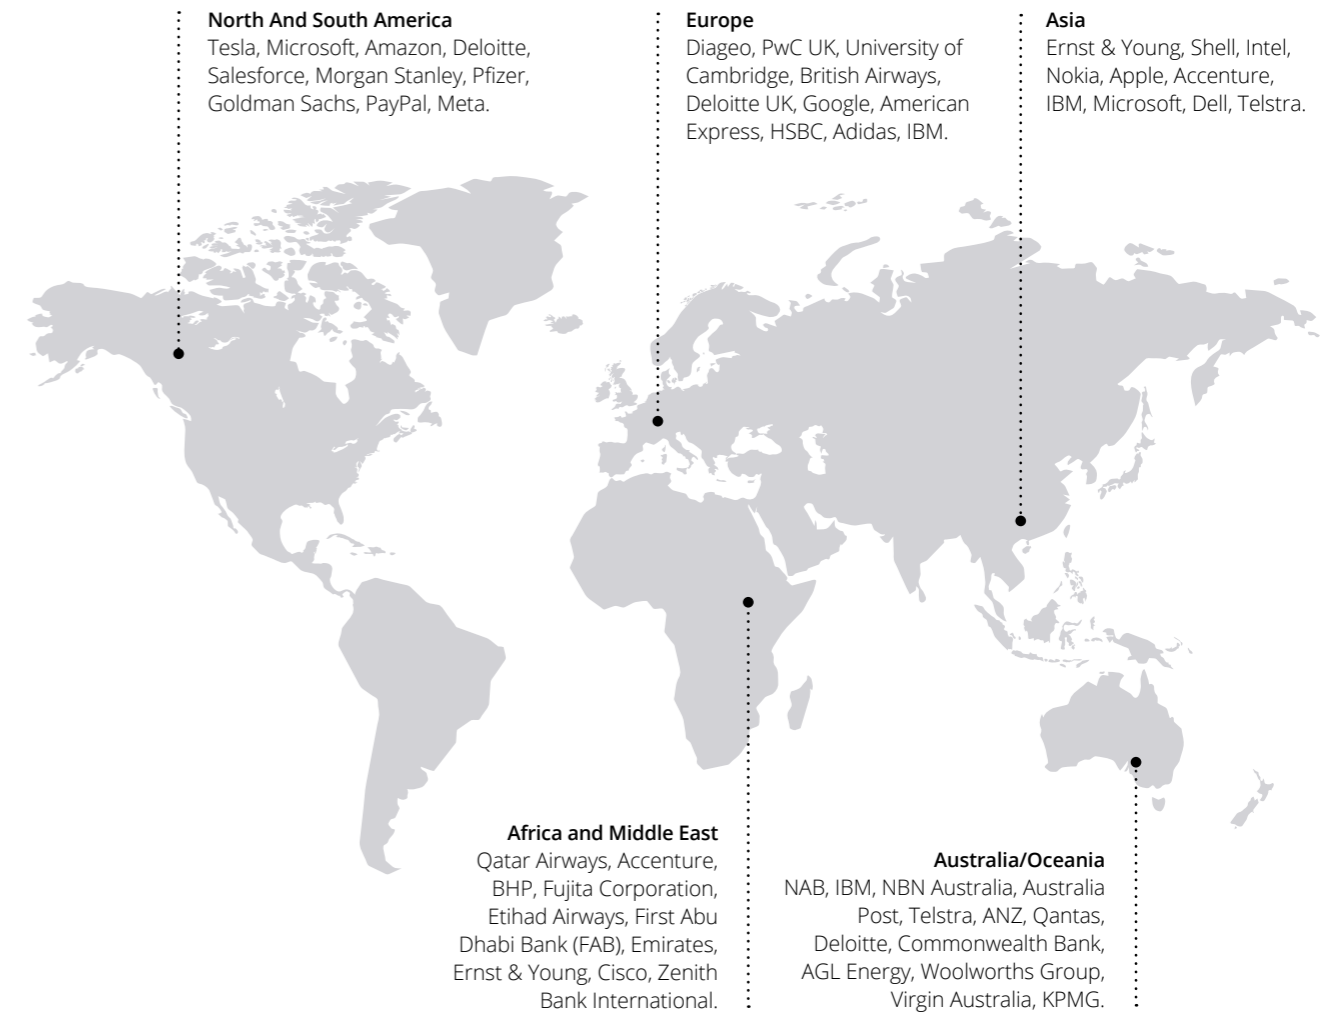 North And South America
Tesla, Microsoft, Amazon, Deloitte,
Salesforce, Morgan Stanley, Pfizer,
Goldman Sachs, PayPal, Meta.
Europe
Diageo, PwC UK, University of
Cambridge, British Airways,
Deloitte UK, Google, American
Express, HSBC, Adidas, IBM.
Asia
Ernst & Young, Shell, Intel,
Nokia, Apple, Accenture,
IBM, Microsoft, Dell, Telstra.
Africa and Middle East
Qatar Airways, Accenture,
BHP, Fujita Corporation,
Etihad Airways, First Abu
Dhabi Bank (FAB), Emirates,
Ernst & Young, Cisco, Zenith
Bank International.
Australia/Oceania
NAB, IBM, NBN Australia, Australia
Post, Telstra, ANZ, Qantas,
Deloitte, Commonwealth Bank,
AGL Energy, Woolworths Group,
Virgin Australia, KPMG.